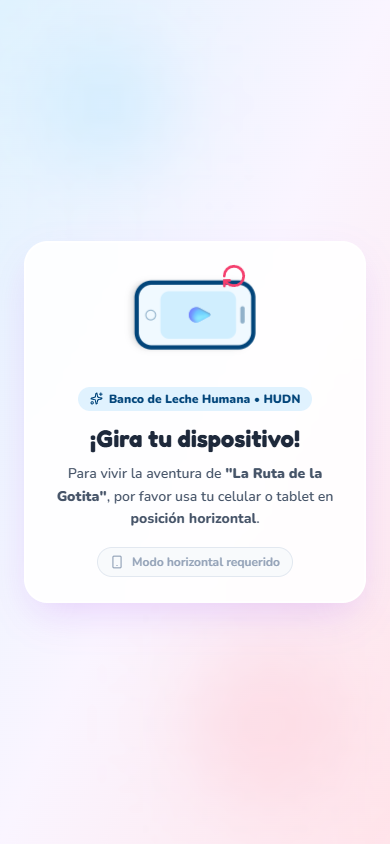 Banco de Leche Humana • HUDN
¡Gira tu dispositivo!
Para vivir la aventura de "La Ruta de la
Gotita", por favor usa tu celular o tablet en
posición horizontal.
Modo horizontal requerido